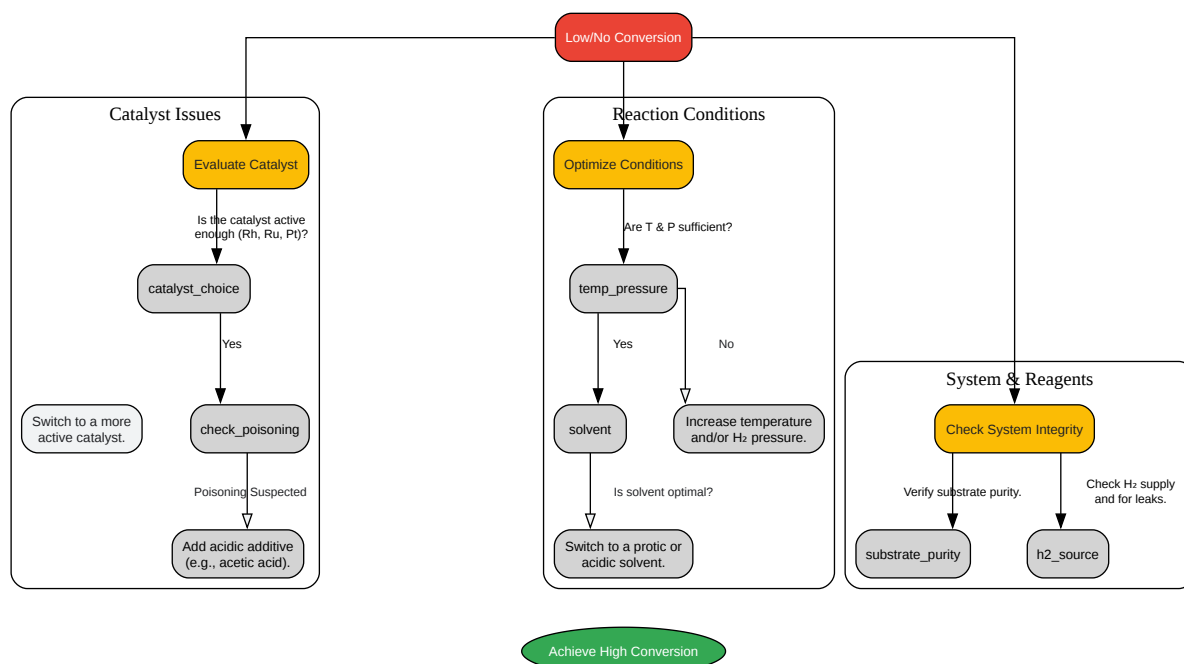 Low/No Conversion
Catalyst Issues
Evaluate Catalyst
Is the catalyst active
enough (Rh, Ru, Pt)?
catalyst_choice
Yes
Switch to a more
active catalyst.
check_poisoning
Poisoning Suspected
Add acidic additive
(e.g., acetic acid).
Reaction Conditions
Optimize Conditions
Are T & P sufficient?
temp_pressure
Yes
No
solvent
Increase temperature
and/or H₂ pressure.
Is solvent optimal?
Switch to a protic or
acidic solvent.
System & Reagents
Check System Integrity
Verify substrate purity.
Check H₂ supply
and for leaks.
substrate_purity
h2_source
Achieve High Conversion